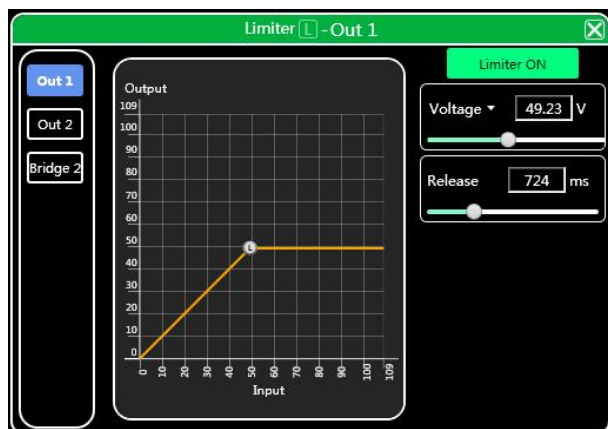 Limiter L - Out 1
Out 1
Out 2
Bridge 2
Output
109
100
90
80
70
60
50
40
30
20
10
0
L
0 10 20 30 40 50 60 70 80 90 100 109
Input
Limiter ON
Voltage 49.23 V
Release 724 ms